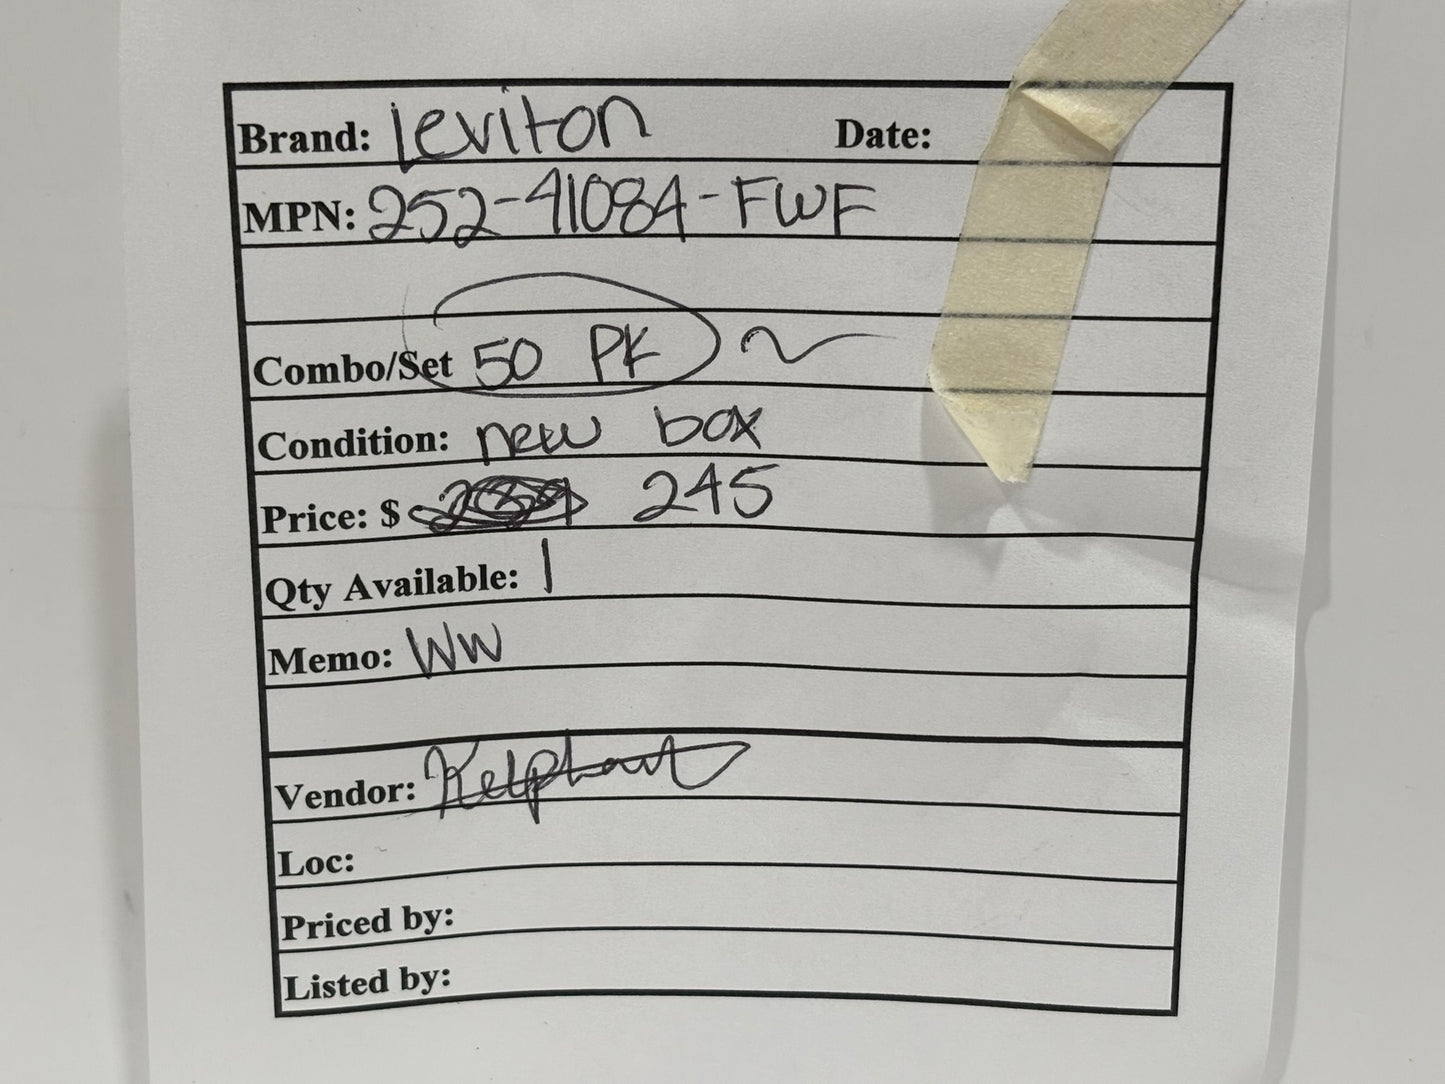 Brand: Leviton Date:
MPN: 252-41084-FWF
Combo/Set 50 PK
Condition: new box
Price: $ 245
Qty Available: 1
Memo: WW
Vendor: Kelphart
Loc:
Priced by:
Listed by: